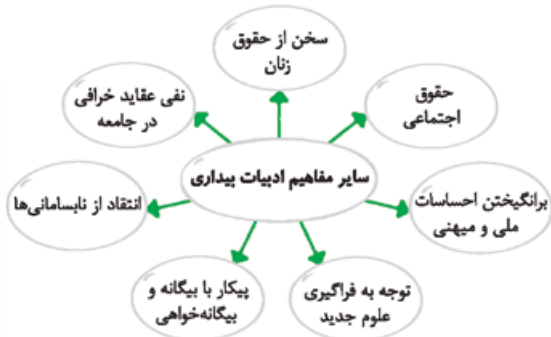 سایر مفاهیم ادبیات بیداری
سخن از حقوق
زنان
حقوق
اجتماعی
برانگیختن احساسات
ملی و میهنی
توجه به فراگیری
علوم جدید
پیکار با بیگانه و
بیگانه‌خواهی
انتقاد از نابسامانی‌ها
نفی عقاید خرافی
در جامعه